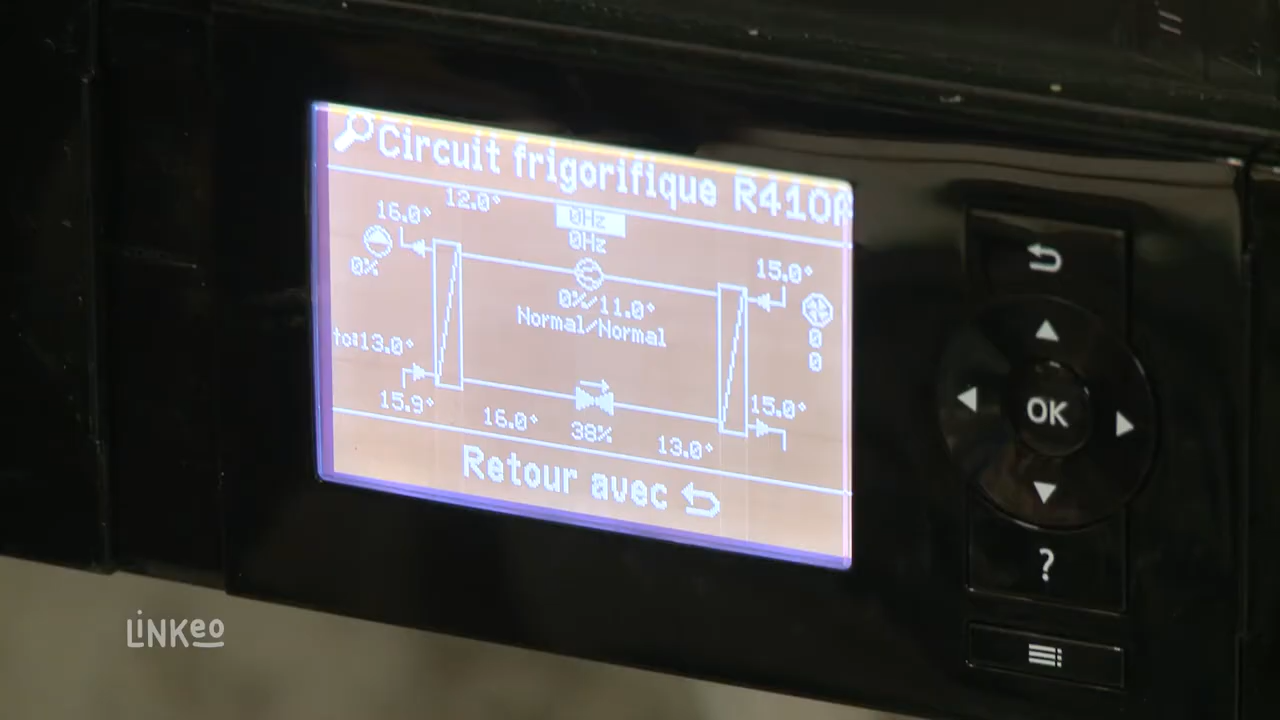 Circuit frigorifique R410A
12.0°
16.0°
0Hz
0Hz
0%
15.0°
0%/11.0°
Normal/Normal
0
0
to:13.0°
15.9°
16.0°
38%
13.0°
15.0°
Retour avec
OK
?
LINKeo